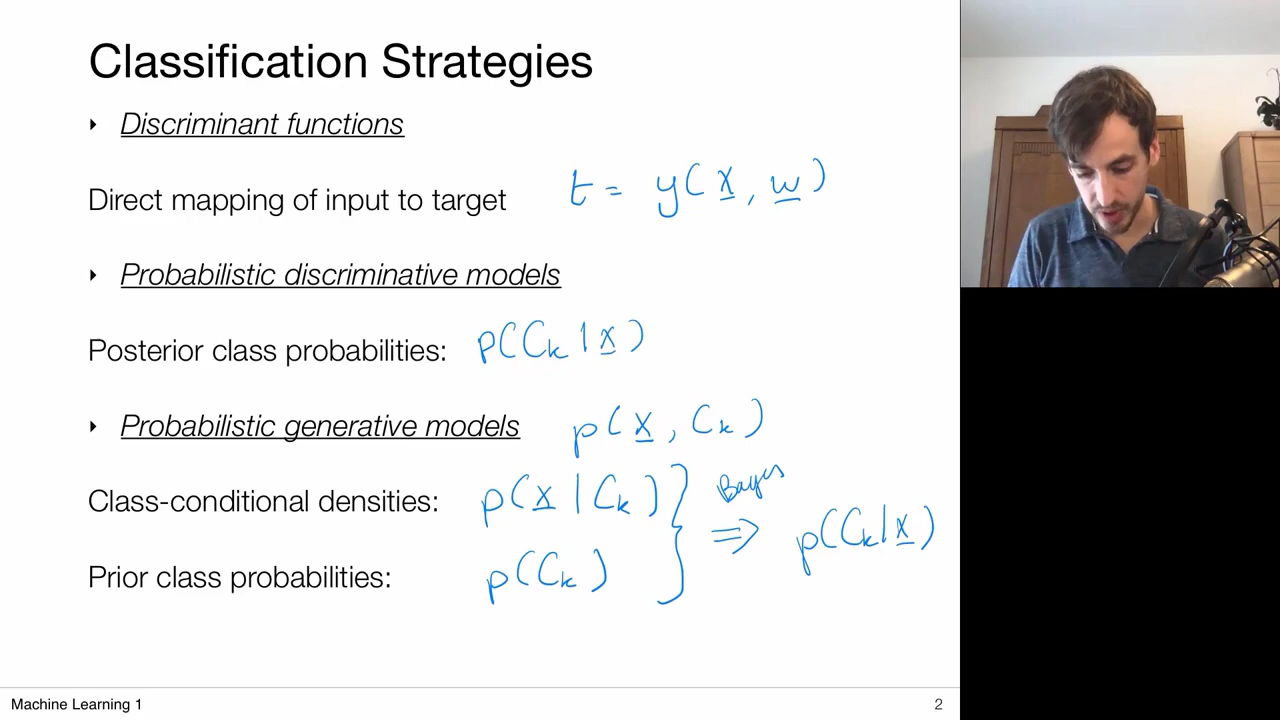 Classification Strategies
‣ Discriminant functions
Direct mapping of input to target t = y(x, w)
‣ Probabilistic discriminative models
Posterior class probabilities: p(Ck|x)
‣ Probabilistic generative models p(x, Ck)
Class-conditional densities: p(x|Ck) } Bayes ⇒ p(Ck|x)
Prior class probabilities: p(Ck)
Machine Learning 1 2